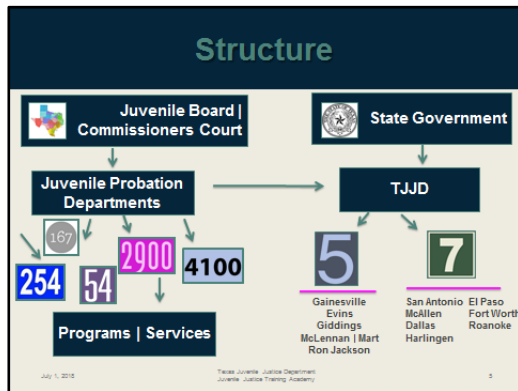 Structure
Juvenile Board |
Commissioners Court
State Government
Juvenile Probation
Departments
TJJD
167
254
54
2900
4100
5
7
Programs | Services
Gainesville
Evins
Giddings
McLennan | Mart
Ron Jackson
San Antonio
McAllen
Dallas
Harlingen
El Paso
Fort Worth
Roanoke
July 1, 2018
Texas Juvenile Justice Department
Juvenile Justice Training Academy